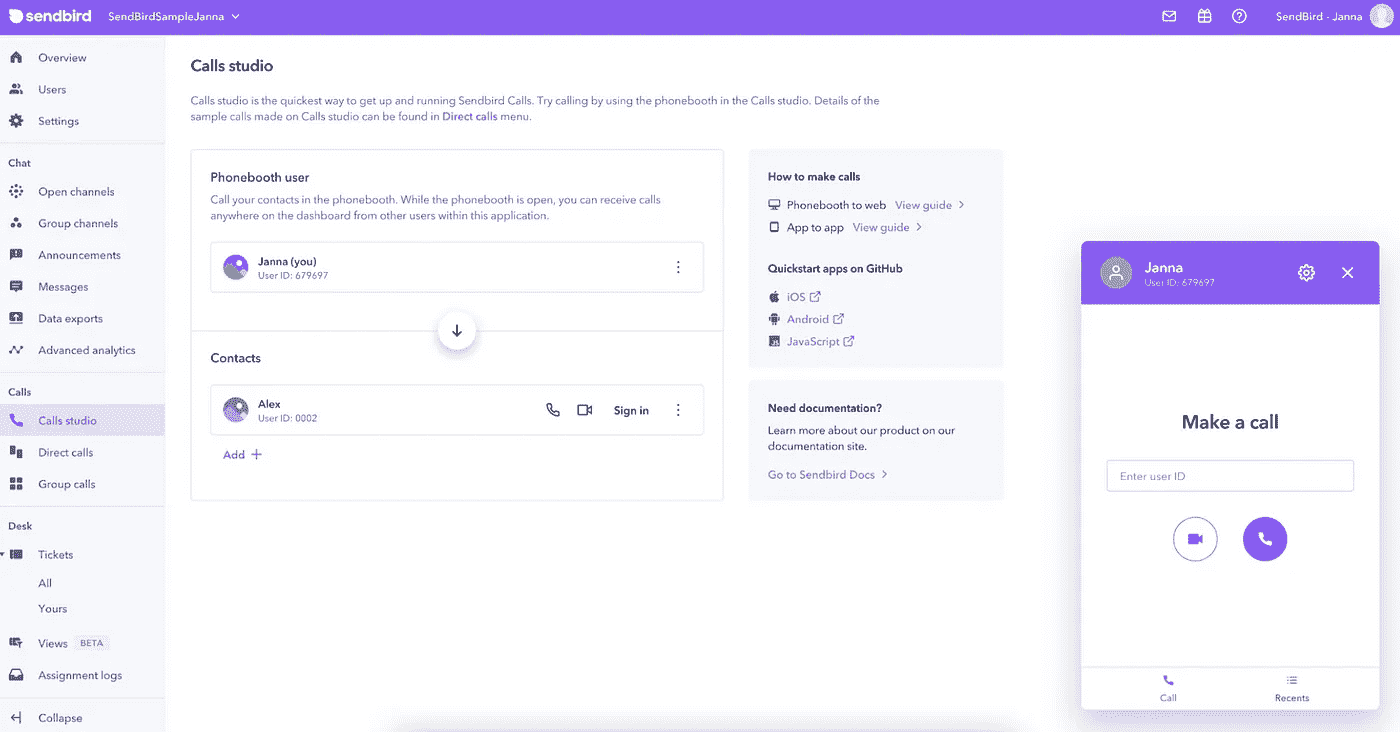 sendbird
SendBirdSampleJanna
SendBird - Janna
Overview
Users
Settings
Chat
Open channels
Group channels
Announcements
Messages
Data exports
Advanced analytics
Calls
Calls studio
Direct calls
Group calls
Desk
Tickets
All
Yours
Views BETA
Assignment logs
Collapse
Calls studio
Calls studio is the quickest way to get up and running Sendbird Calls. Try calling by using the phonebooth in the Calls studio. Details of the
sample calls made on Calls studio can be found in Direct calls menu.
Phonebooth user
Call your contacts in the phonebooth. While the phonebooth is open, you can receive calls
anywhere on the dashboard from other users within this application.
Janna (you)
User ID: 679697
Contacts
Alex
User ID: 0002
Sign in
Add
How to make calls
Phonebooth to web View guide
App to app View guide
Quickstart apps on GitHub
iOS
Android
JS
JavaScript
Need documentation?
Learn more about our product on our
documentation site.
Go to Sendbird Docs
Janna
User ID: 679697
Make a call
Enter user ID
Call
Recents